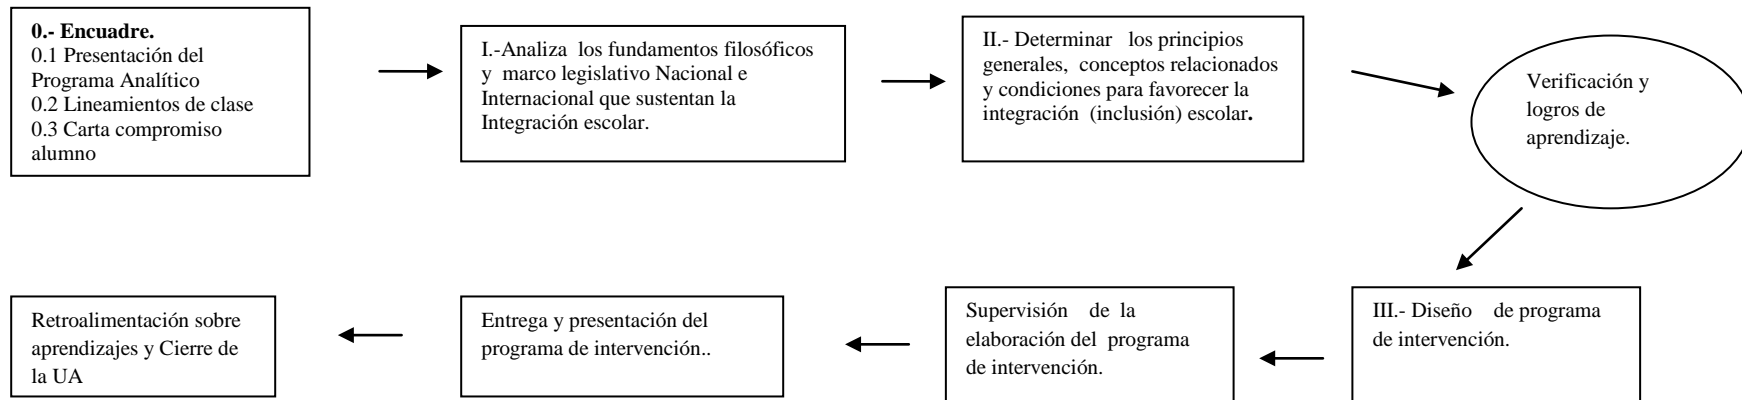 0.- Encuadre.
0.1 Presentación del
Programa Analítico
0.2 Lineamientos de clase
0.3 Carta compromiso
alumno
I.-Analiza los fundamentos filosóficos
y marco legislativo Nacional e
Internacional que sustentan la
Integración escolar.
II.- Determinar los principios
generales, conceptos relacionados
y condiciones para favorecer la
integración (inclusión) escolar.
Verificación y
logros de
aprendizaje.
III.- Diseño de programa
de intervención.
Supervisión de la
elaboración del programa
de intervención.
Entrega y presentación del
programa de intervención..
Retroalimentación sobre
aprendizajes y Cierre de
la UA